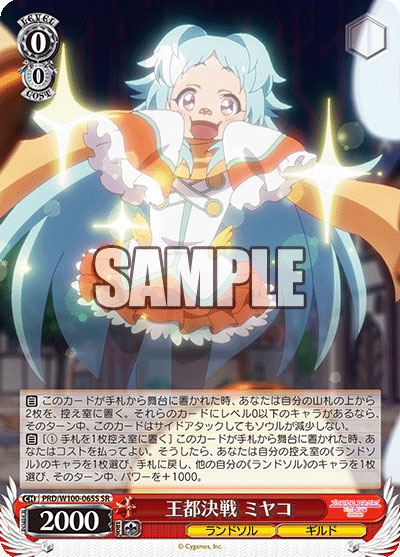 LEVEL
0
0
COST
SAMPLE
自 このカードが手札から舞台に置かれた時、あなたは自分の山札の上から
2枚を、控え室に置く。それらのカードにレベル0以下のキャラがあるなら、
そのターン中、このカードはサイドアタックしてもソウルが減少しない。
自 [① 手札を1枚控え室に置く] このカードが手札から舞台に置かれた時、あ
なたはコストを払ってよい。そうしたら、あなたは自分の控え室の《ランドソ
ル》のキャラを1枚選び、手札に戻し、他の自分の《ランドソル》のキャラを1枚
選び、そのターン中、パワーを+1000。
CH PRD/W100-065S SR
2000
王都決戦 ミヤコ
ランドソル
ギルド
© Cygames, Inc.